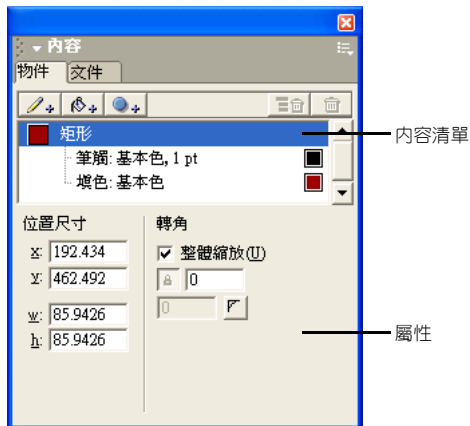 内容
物件 文件
矩形
筆觸: 基本色, 1 pt
填色: 基本色
位置尺寸
轉角
x: 192.434
整體縮放(U)
y: 462.492
0
w: 85.9426
0
h: 85.9426
內容清單
屬性